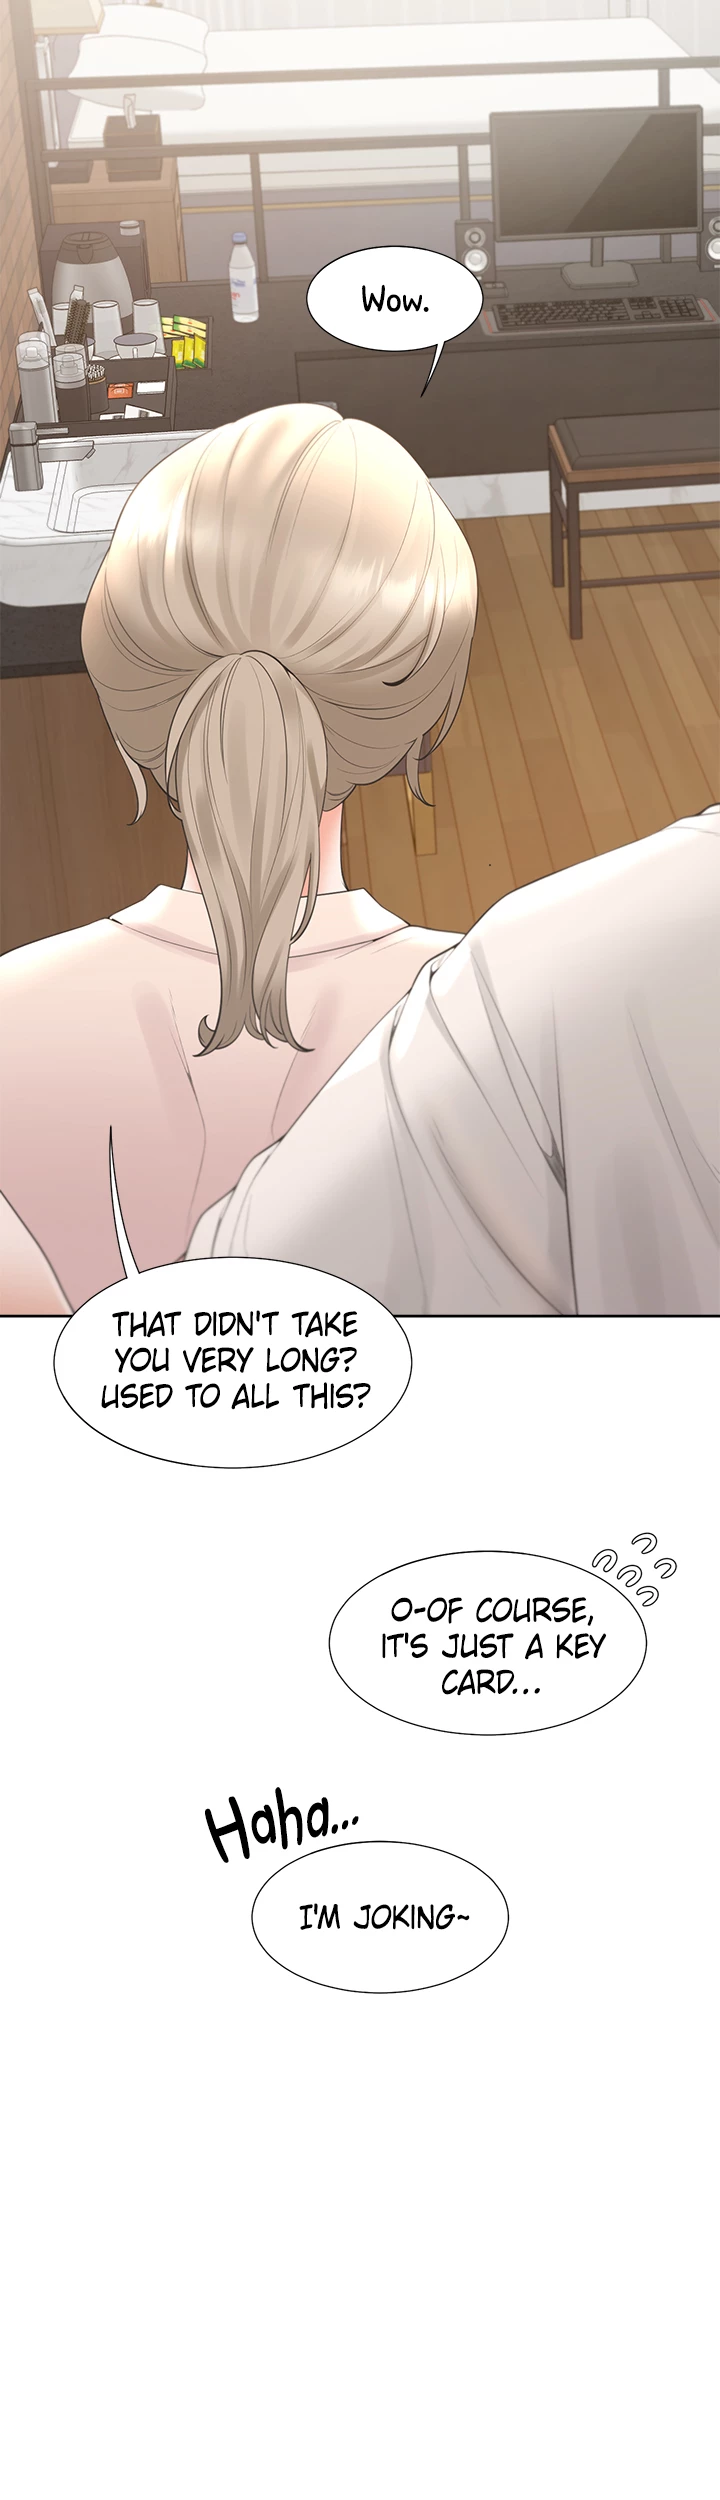 Wow.
THAT DIDN'T TAKE
YOU VERY LONG?
USED TO ALL THIS?
O-OF COURSE,
IT'S JUST A KEY
CARD...
Haha...
I'M JOKING~